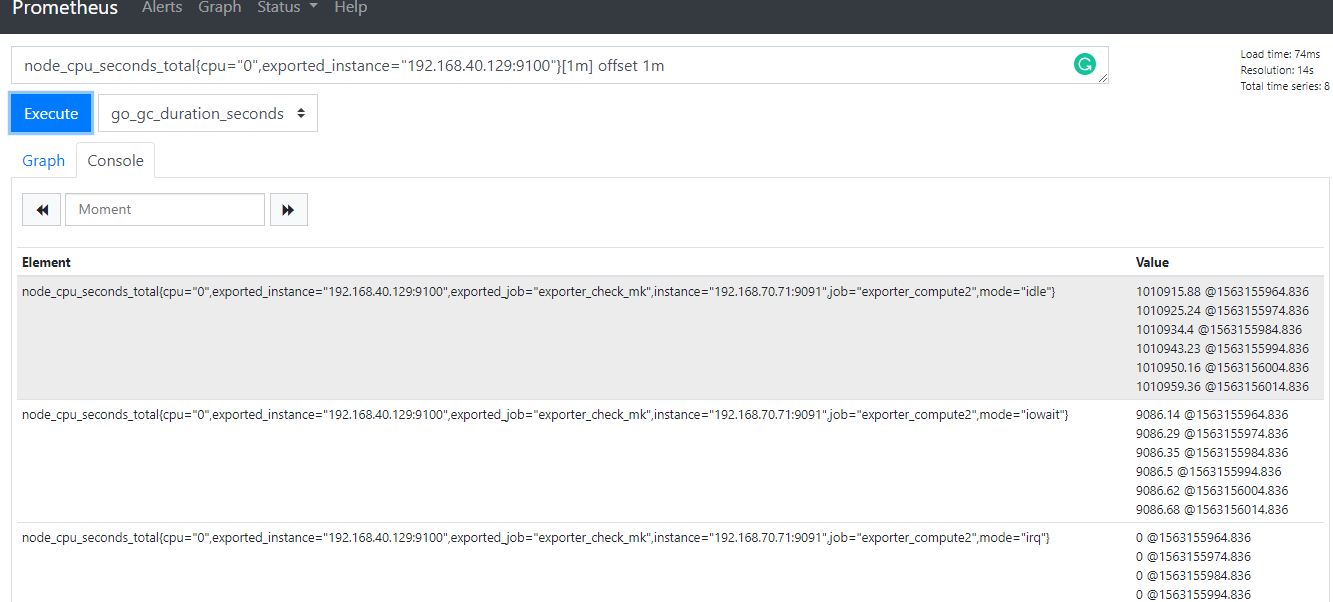 Prometheus Alerts Graph Status Help
node_cpu_seconds_total{cpu="0",exported_instance="192.168.40.129:9100"}[1m] offset 1m
Load time: 74ms
Resolution: 14s
Total time series: 8
Execute go_gc_duration_seconds
Graph Console
Moment
Element Value
node_cpu_seconds_total{cpu="0",exported_instance="192.168.40.129:9100",exported_job="exporter_check_mk",instance="192.168.70.71:9091",job="exporter_compute2",mode="idle"} 1010915.88 @1563155964.836
1010925.24 @1563155974.836
1010934.4 @1563155984.836
1010943.23 @1563155994.836
1010950.16 @1563156004.836
1010959.36 @1563156014.836
node_cpu_seconds_total{cpu="0",exported_instance="192.168.40.129:9100",exported_job="exporter_check_mk",instance="192.168.70.71:9091",job="exporter_compute2",mode="iowait"} 9086.14 @1563155964.836
9086.29 @1563155974.836
9086.35 @1563155984.836
9086.5 @1563155994.836
9086.62 @1563156004.836
9086.68 @1563156014.836
node_cpu_seconds_total{cpu="0",exported_instance="192.168.40.129:9100",exported_job="exporter_check_mk",instance="192.168.70.71:9091",job="exporter_compute2",mode="irq"} 0 @1563155964.836
0 @1563155974.836
0 @1563155984.836
0 @1563155994.836